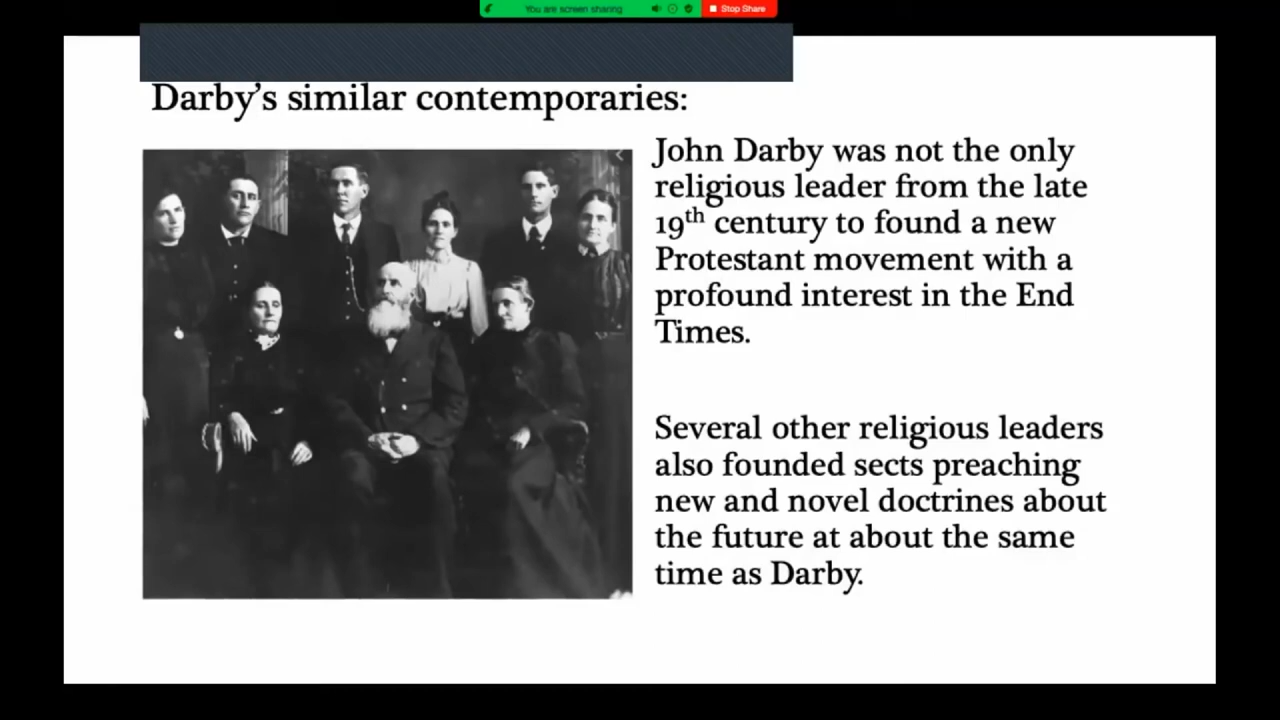 You are screen sharing
Stop Share
Darby's similar contemporaries:
John Darby was not the only
religious leader from the late
19th century to found a new
Protestant movement with a
profound interest in the End
Times.
Several other religious leaders
also founded sects preaching
new and novel doctrines about
the future at about the same
time as Darby.